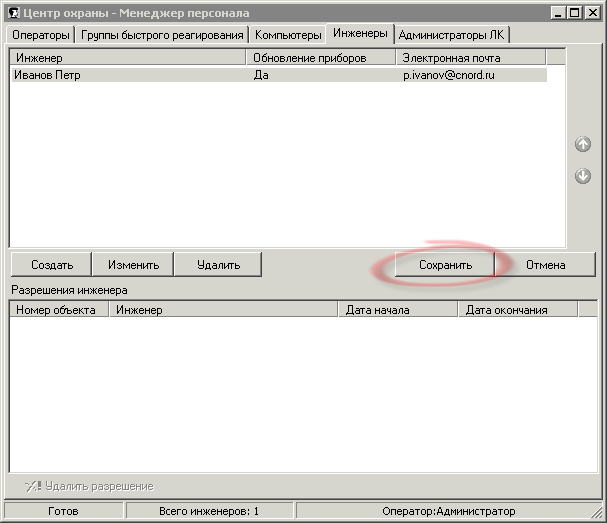 Центр охраны - Менеджер персонала
Операторы Группы быстрого реагирования Компьютеры Инженеры Администраторы ЛК
Инженер Обновление приборов Электронная почта
Иванов Петр Да p.ivanov@cnord.ru
Создать Изменить Удалить Сохранить Отмена
Разрешения инженера
Номер объекта Инженер Дата начала Дата окончания
Удалить разрешение
Готов Всего инженеров: 1 Оператор:Администратор